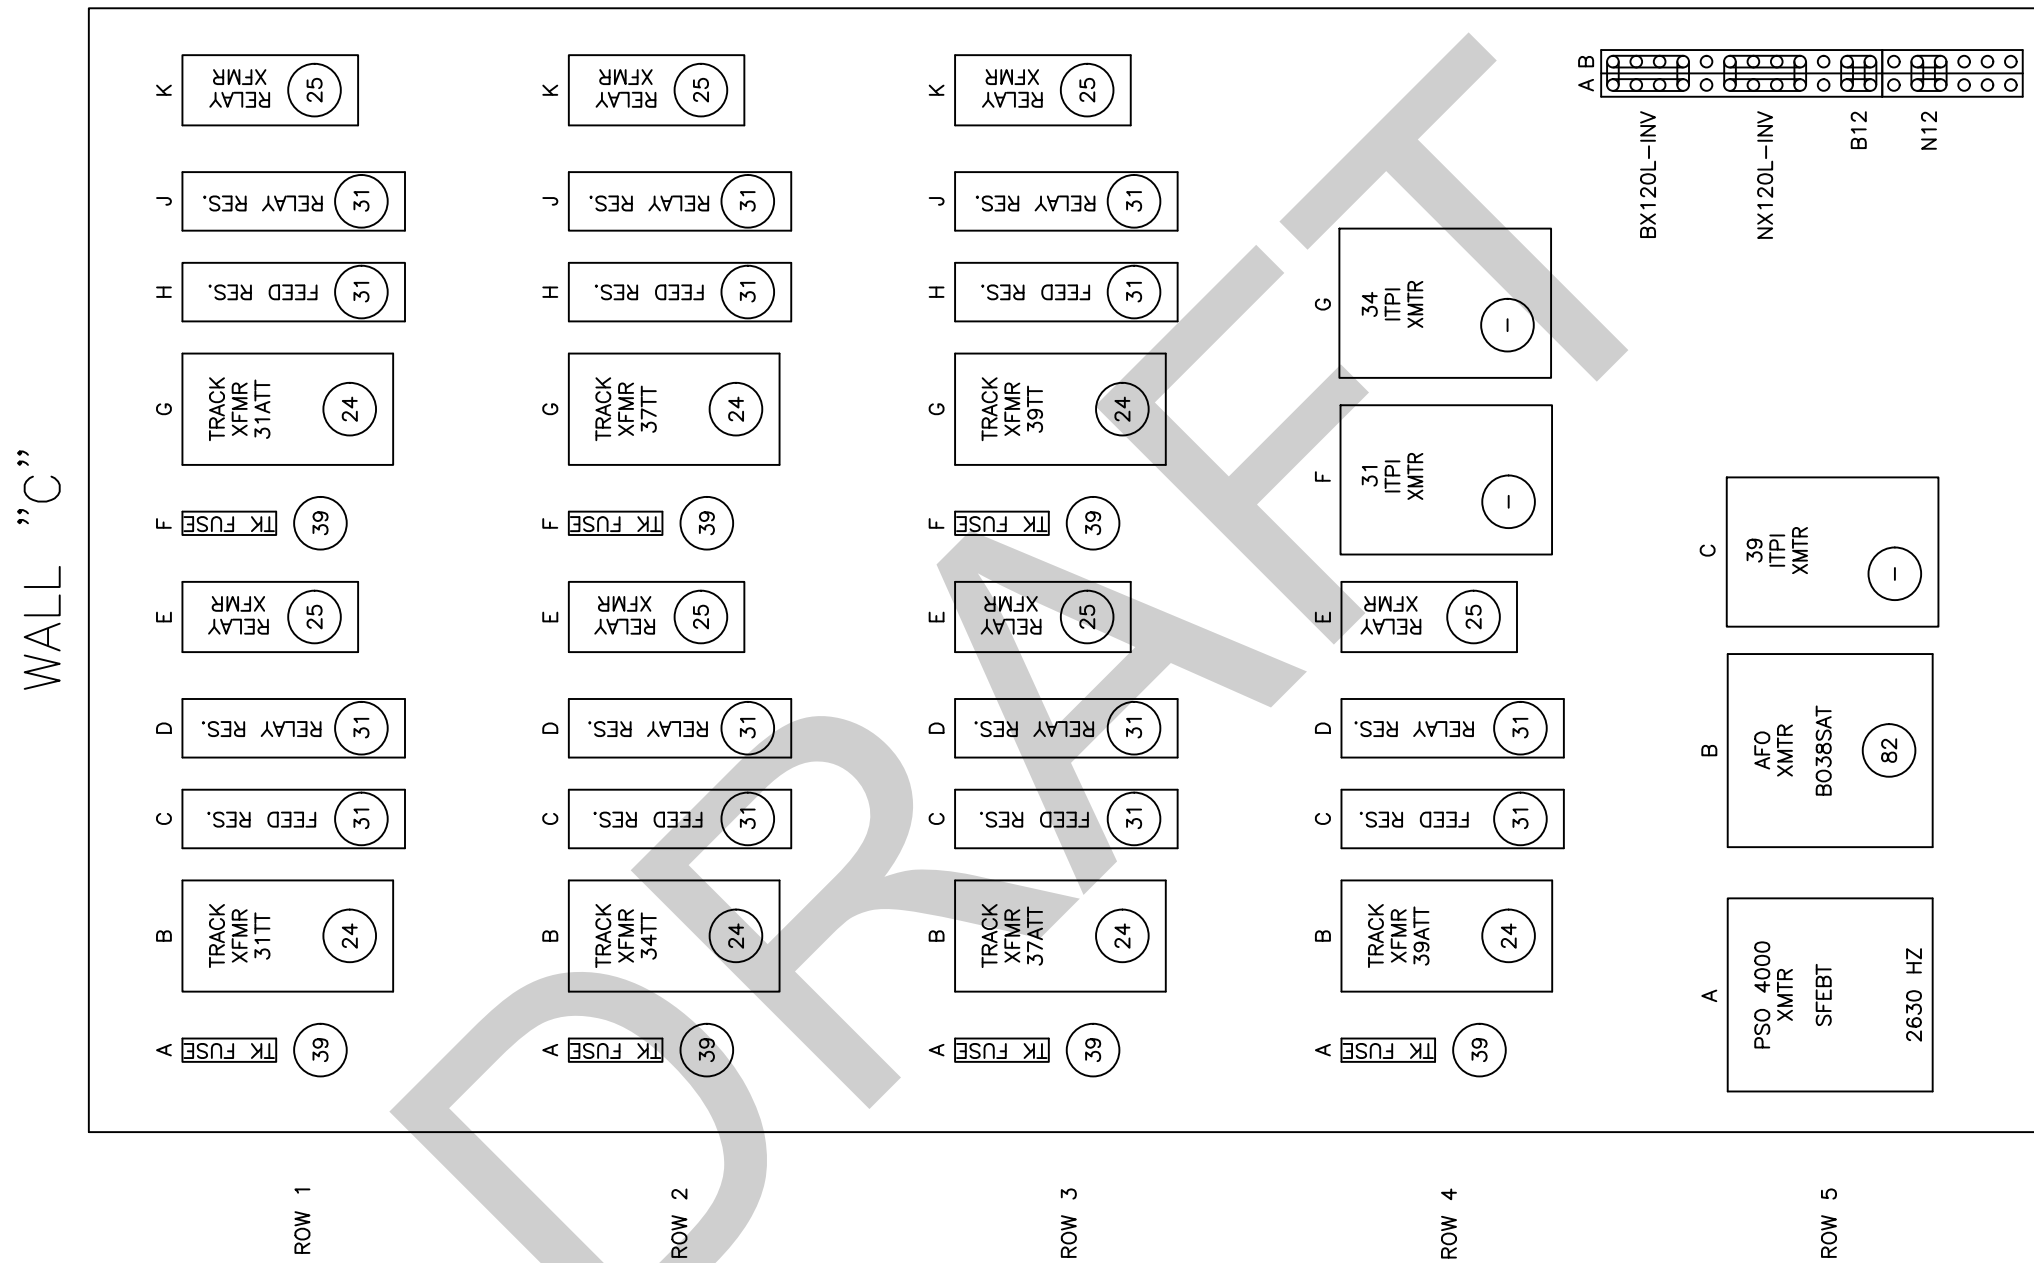 WALL "C"
ROW 1
A
TK FUSE
39
B
TRACK
XFMR
31TT
24
C
FEED RES.
31
D
RELAY RES.
31
E
RELAY
XFMR
25
F
TK FUSE
39
G
TRACK
XFMR
31ATT
24
H
FEED RES.
31
J
RELAY RES.
31
K
RELAY
XFMR
25
ROW 2
A
TK FUSE
39
B
TRACK
XFMR
34TT
24
C
FEED RES.
31
D
RELAY RES.
31
E
RELAY
XFMR
25
F
TK FUSE
39
G
TRACK
XFMR
37TT
24
H
FEED RES.
31
J
RELAY RES.
31
K
RELAY
XFMR
25
ROW 3
A
TK FUSE
39
B
TRACK
XFMR
37ATT
24
C
FEED RES.
31
D
RELAY RES.
31
E
RELAY
XFMR
25
F
TK FUSE
39
G
TRACK
XFMR
39TT
24
H
FEED RES.
31
J
RELAY RES.
31
K
RELAY
XFMR
25
ROW 4
A
TK FUSE
39
B
TRACK
XFMR
39ATT
24
C
FEED RES.
31
D
RELAY RES.
31
E
RELAY
XFMR
25
F
31
ITPI
XMTR
-
G
34
ITPI
XMTR
-
ROW 5
A
PSO 4000
XMTR
SFEBT
2630 HZ
B
AFO
XMTR
B038SAT
82
C
39
ITPI
XMTR
-
A B
BX120L-INV
NX120L-INV
B12
N12
DRAFT